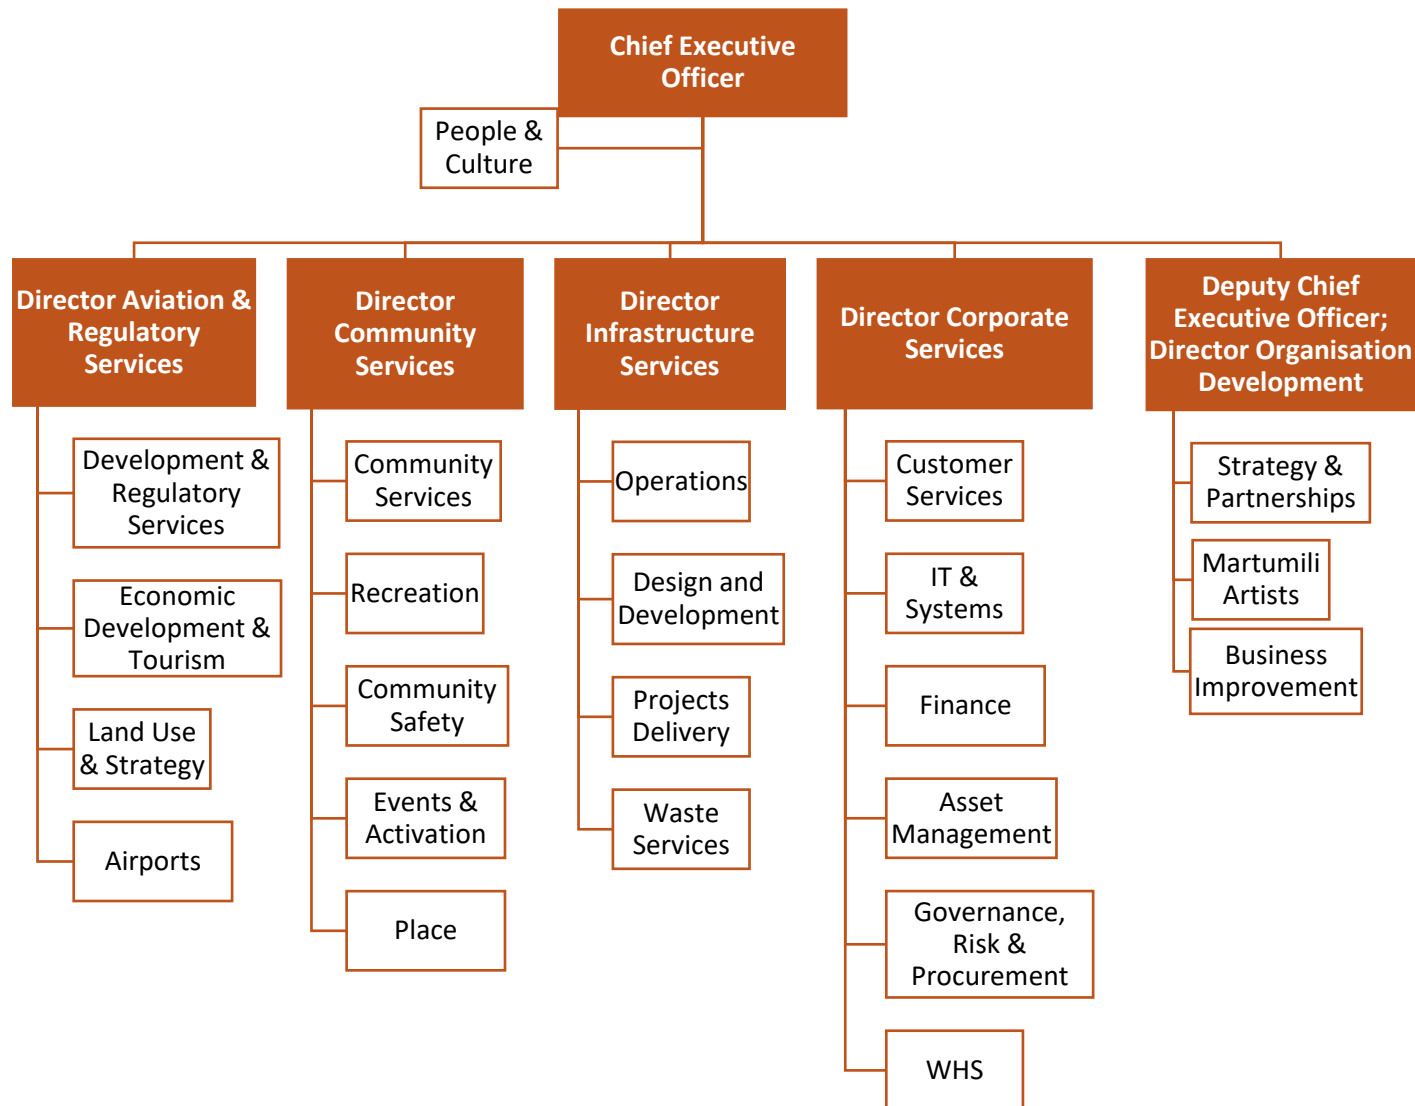 Chief Executive
Officer
People &
Culture
Director Aviation &
Regulatory
Services
Development &
Regulatory
Services
Economic
Development &
Tourism
Land Use
& Strategy
Airports
Director
Community
Services
Community
Services
Recreation
Community
Safety
Events &
Activation
Place
Director
Infrastructure
Services
Operations
Design and
Development
Projects
Delivery
Waste
Services
Director Corporate
Services
Customer
Services
IT &
Systems
Finance
Asset
Management
Governance,
Risk &
Procurement
WHS
Deputy Chief
Executive Officer;
Director Organisation
Development
Strategy &
Partnerships
Martumili
Artists
Business
Improvement